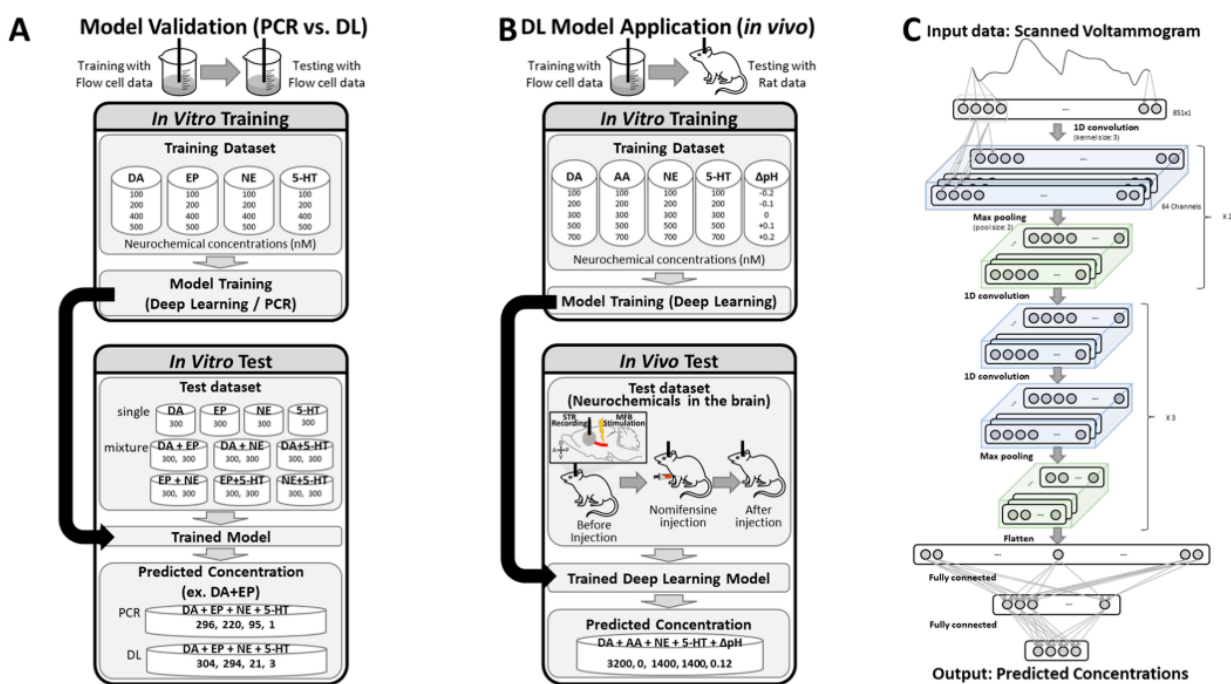 A
Model Validation (PCR vs. DL)
Training with
Flow cell data
Testing with
Flow cell data
In Vitro Training
Training Dataset
DA EP NE 5-HT
100 100 100 100
200 200 200 200
400 400 400 400
500 500 500 500
Neurochemical concentrations (nM)
Model Training
(Deep Learning / PCR)
In Vitro Test
Test dataset
single
DA EP NE 5-HT
300 300 300 300
mixture
DA + EP DA + NE DA+5-HT
300, 300 300, 300 300, 300
EP + NE EP+5-HT NE+5-HT
300, 300 300, 300 300, 300
Trained Model
Predicted Concentration
(ex. DA+EP)
PCR
DA + EP + NE + 5-HT
296, 220, 95, 1
DL
DA + EP + NE + 5-HT
304, 294, 21, 3
B
DL Model Application (in vivo)
Training with
Flow cell data
Testing with
Rat data
In Vitro Training
Training Dataset
DA AA NE 5-HT ΔpH
100 100 100 100 -0.2
200 200 200 200 -0.1
300 300 300 300 0
500 500 500 500 +0.1
700 700 700 700 +0.2
Neurochemical concentrations (nM)
Model Training (Deep Learning)
In Vivo Test
Test dataset
(Neurochemicals in the brain)
STR
Recording
MFB
Stimulation
A P
Before
Injection
Nomifensine
injection
After
injection
Trained Deep Learning Model
Predicted Concentration
DA + AA + NE + 5-HT + ΔpH
3200, 0, 1400, 1400, 0.12
C
Input data: Scanned Voltammogram
...
851x1
1D convolution
(kernel size: 3)
...
...
64 Channels
Max pooling
(pool size: 2)
X 2
...
...
1D convolution
...
...
1D convolution
...
...
X 3
Max pooling
...
...
Flatten
... ...
Fully connected
...
Fully connected
Output: Predicted Concentrations